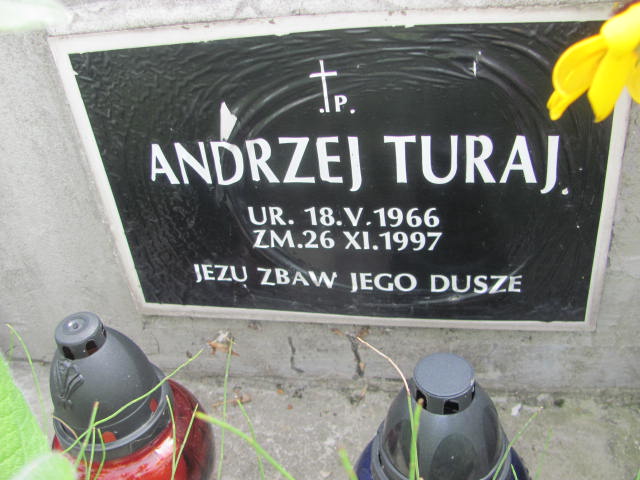 Ś.P.
ANDRZEJ TURAJ
UR. 18.V.1966
ZM.26 XI.1997
JEZU ZBAW JEGO DUSZE